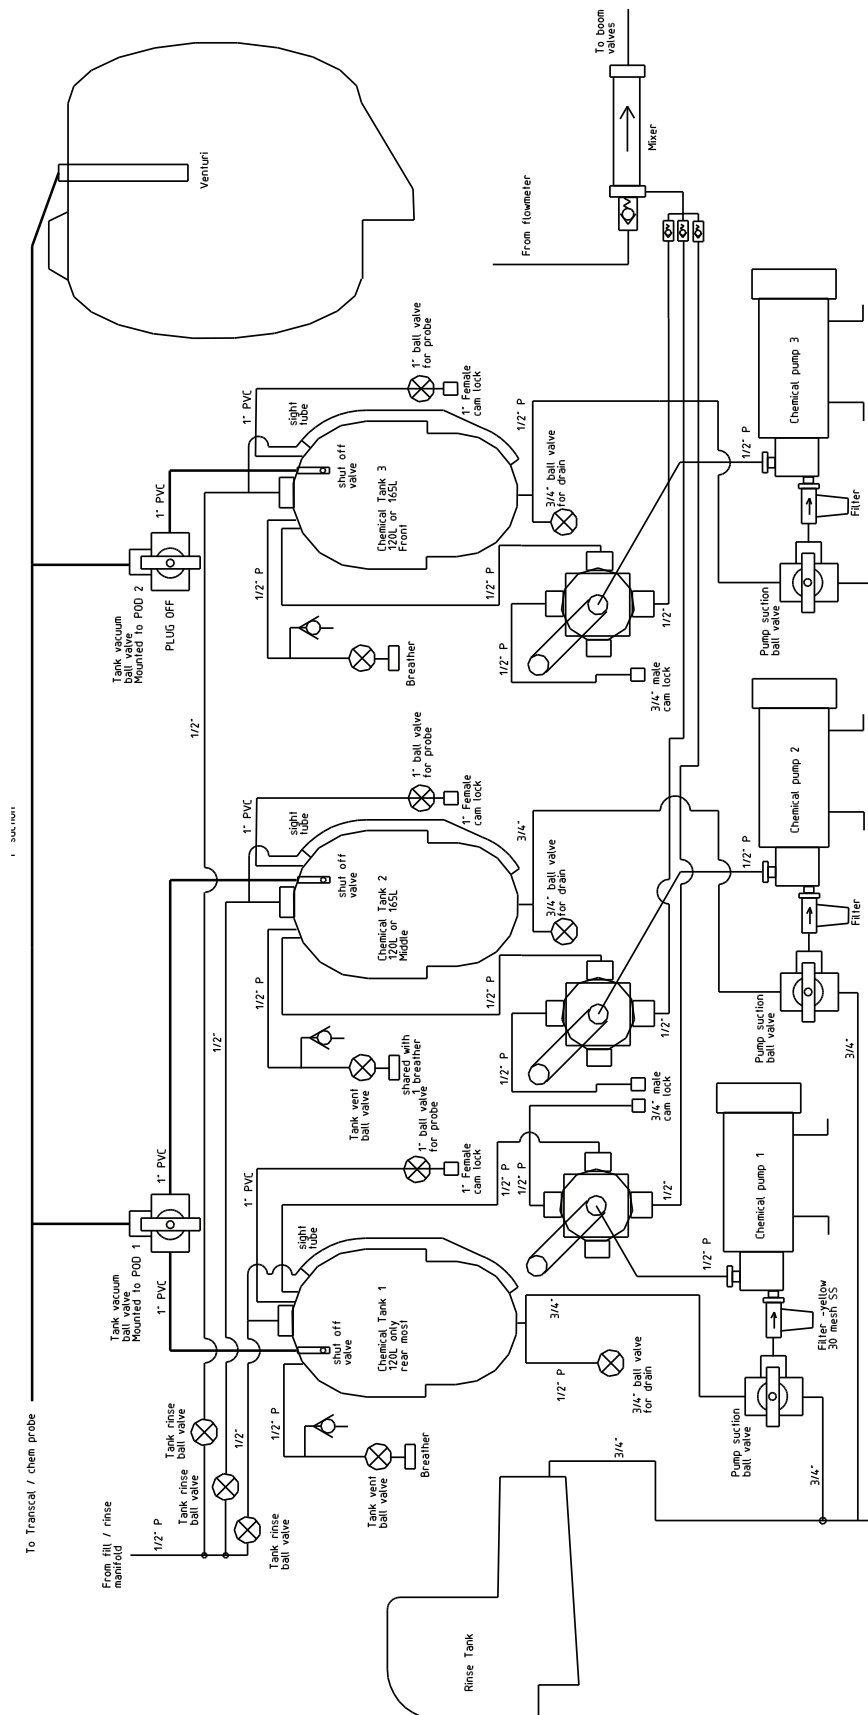 To Transcal / chem probe
From fill / rinse
manifold
1/2" P
Tank rinse
ball valve
Tank rinse
ball valve
Tank rinse
ball valve
1/2"
Tank vacuum
ball valve
Mounted to POD 1
1" PVC
1" PVC
1/2"
1/2"
Tank vacuum
ball valve
Mounted to POD 2
PLUG OFF
1" PVC
Venturi
1/2" P
1" PVC
sight
tube
shut off
valve
Chemical Tank 1
120L only
rear most
Tank vent
ball valve
Breather
1" ball valve
for probe
1" Female
cam lock
1/2" P
1" PVC
sight
tube
shut off
valve
Chemical Tank 2
120L or 165L
Middle
Tank vent
ball valve
shared with
1 breather
1" ball valve
for probe
1" Female
cam lock
1/2" P
1" PVC
sight
tube
shut off
valve
Chemical Tank 3
120L or 165L
Front
Breather
1" ball valve
for probe
1" Female
cam lock
Rinse Tank
3/4"
1/2" P
3/4"
3/4" ball valve
for drain
1/2" P
1/2" P
1/2"
3/4" male
cam lock
1/2" P
1/2" P
3/4"
3/4" ball valve
for drain
1/2"
3/4" male
cam lock
1/2" P
1/2" P
1/2" P
3/4" ball valve
for drain
1/2"
From flowmeter
To boom
valves
Mixer
Pump suction
ball valve
3/4"
1/2" P
Chemical pump 1
Filter -yellow
30 mesh SS
Pump suction
ball valve
3/4"
1/2" P
Chemical pump 2
Filter
Pump suction
ball valve
1/2" P
Chemical pump 3
Filter